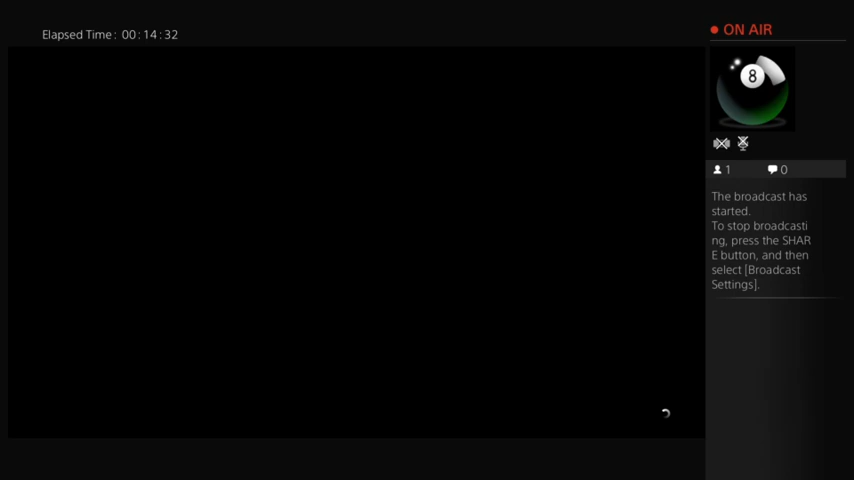 Elapsed Time: 00:14:32
ON AIR
8
1 0
The broadcast has
started.
To stop broadcasti
ng, press the SHAR
E button, and then
select [Broadcast
Settings].